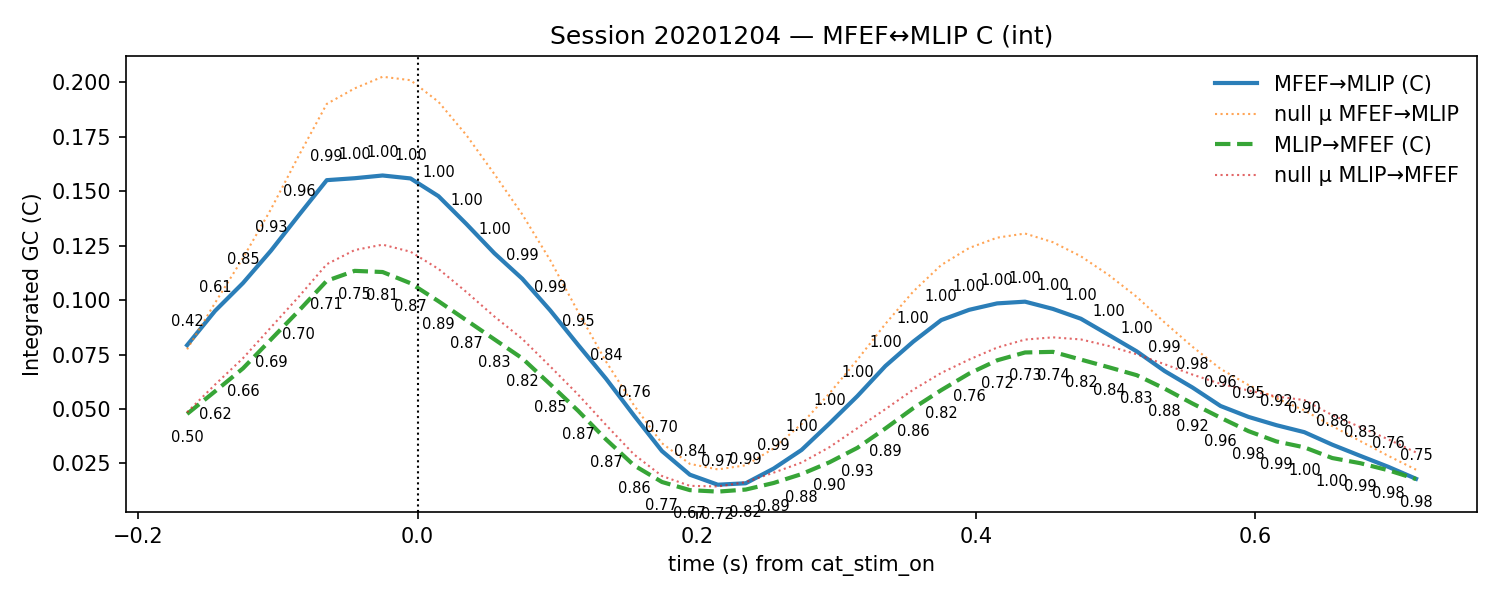 Session 20201204 — MFEF↔MLIP C (int)
Integrated GC (C)
0.200
0.175
0.150
0.125
0.100
0.075
0.050
0.025
MFEF→MLIP (C)
null μ MFEF→MLIP
MLIP→MFEF (C)
null μ MLIP→MFEF
0.42 0.61 0.85 0.93 0.96 0.99 1.00 1.00 1.00 1.00 1.00 1.00 0.99 0.99 0.95 0.84 0.76 0.70 0.84 0.97 0.99 0.99 1.00 1.00 1.00 1.00 1.00 1.00 1.00 1.00 1.00 1.00 1.00 1.00 1.00 0.99 0.98 0.96 0.95 0.92 0.90 0.88 0.83 0.76 0.75
0.50 0.62 0.66 0.69 0.70 0.71 0.75 0.81 0.87 0.89 0.87 0.83 0.82 0.85 0.87 0.87 0.86 0.77 0.67 0.72 0.82 0.89 0.88 0.90 0.93 0.89 0.86 0.82 0.76 0.72 0.73 0.74 0.82 0.84 0.83 0.88 0.92 0.96 0.98 0.99 1.00 1.00 0.99 0.98 0.98
−0.2 0.0 0.2 0.4 0.6
time (s) from cat_stim_on